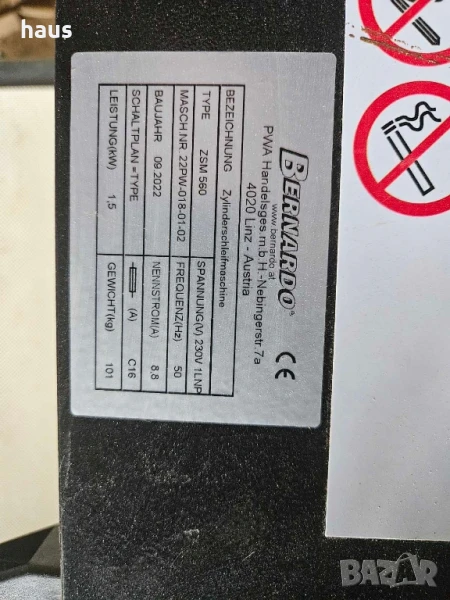 haus
BERNARDO®
www.bernardo.at
PWA Handelsges.m.b.H.-Nebingerstr.7a
4020 Linz - Austria
CE
BEZEICHNUNG Zylinderschleifmaschine
TYPE ZSM 560 SPANNUNG(V) 230V 1LNP
MASCH NR 22PW-018-01-02 FREQUENZ(Hz) 50
BAUJAHR 09.2022 NENNSTROM(A) 8,8
SCHALTPLAN =TYPE (A) C16
LEISTUNG(kW) 1,5 GEWICHT(kg) 101
BAZAR